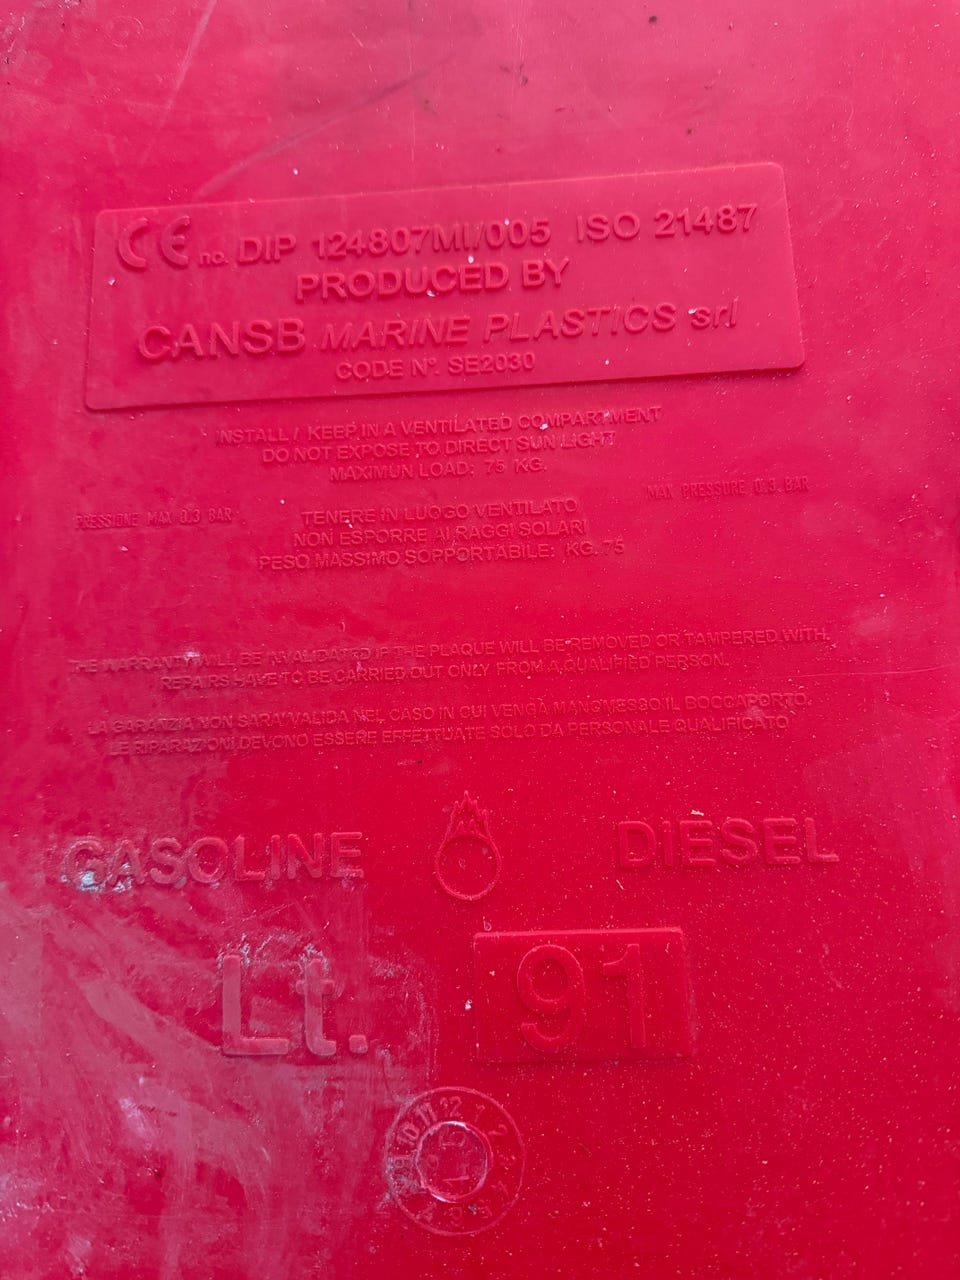 CE no. DIP 124807MI/005 ISO 21487
PRODUCED BY
CANSB MARINE PLASTICS srl
CODE N°. SE2030
INSTALL / KEEP IN A VENTILATED COMPARTMENT
DO NOT EXPOSE TO DIRECT SUN LIGHT
MAXIMUN LOAD: 75 KG.
MAX PRESSURE 0.3 BAR
PRESSIONE MAX 0.3 BAR
TENERE IN LUOGO VENTILATO
NON ESPORRE AI RAGGI SOLARI
PESO MASSIMO SOPPORTABILE: KG. 75
THE WARRANTY WILL BE INVALIDATED IF THE PLAQUE WILL BE REMOVED OR TAMPERED WITH.
REPAIRS HAVE TO BE CARRIED OUT ONLY FROM A QUALIFIED PERSON.
LA GARANZIA NON SARA' VALIDA NEL CASO IN CUI VENGA MANOMESSO IL BOCCAPORTO.
LE RIPARAZIONI DEVONO ESSERE EFFETTUATE SOLO DA PERSONALE QUALIFICATO
GASOLINE
DIESEL
Lt. 91
10 11 12 1 2